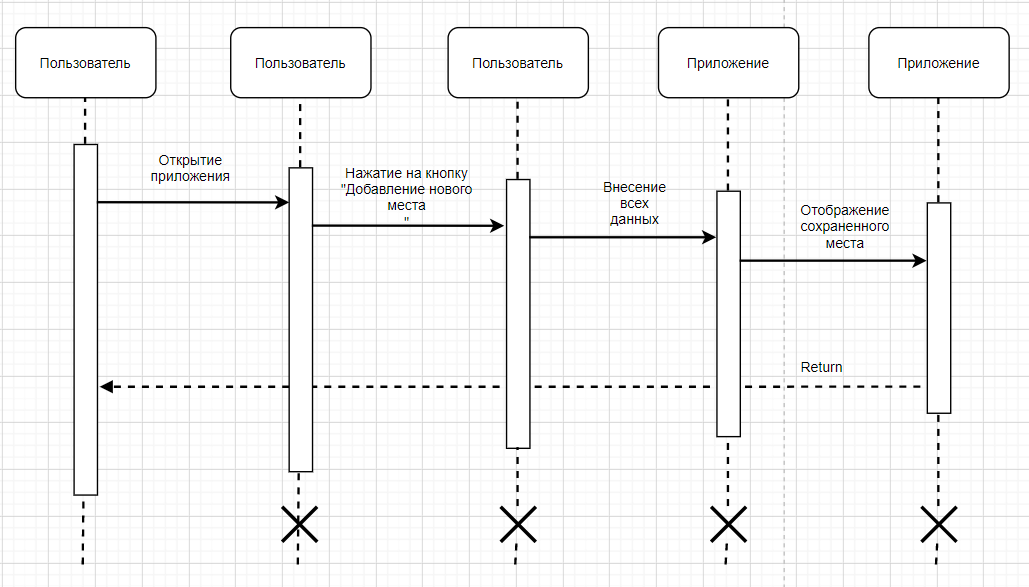 Пользователь
Пользователь
Пользователь
Приложение
Приложение
Открытие
приложения
Нажатие на кнопку
"Добавление нового
места
"
Внесение
всех
данных
Отображение
сохраненного
места
Return